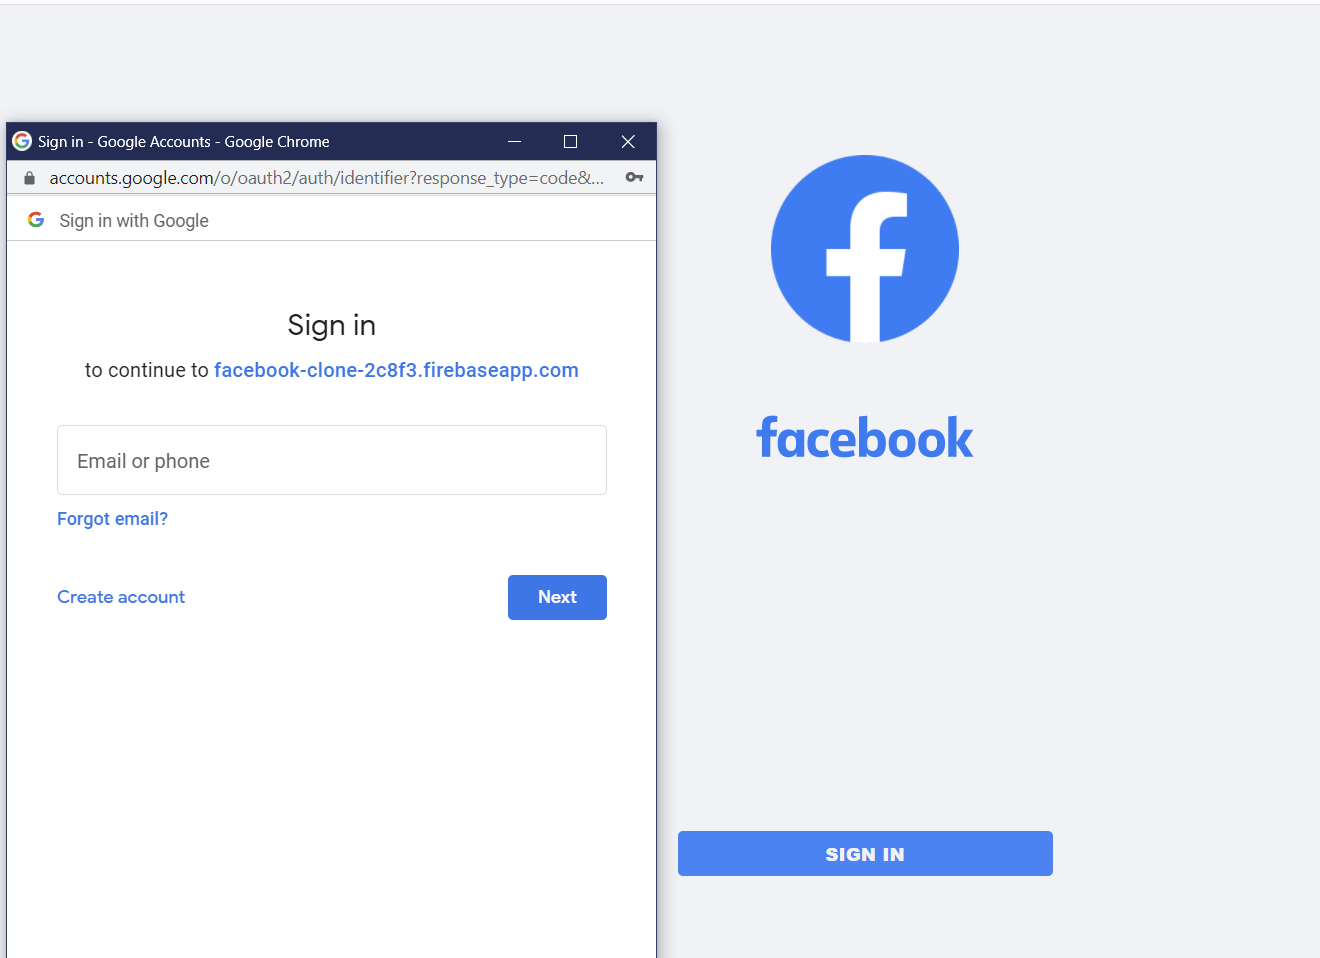 Sign in - Google Accounts - Google Chrome
accounts.google.com/o/oauth2/auth/identifier?response_type=code&...
Sign in with Google
Sign in
to continue to facebook-clone-2c8f3.firebaseapp.com
Email or phone
Forgot email?
Create account
Next
facebook
SIGN IN